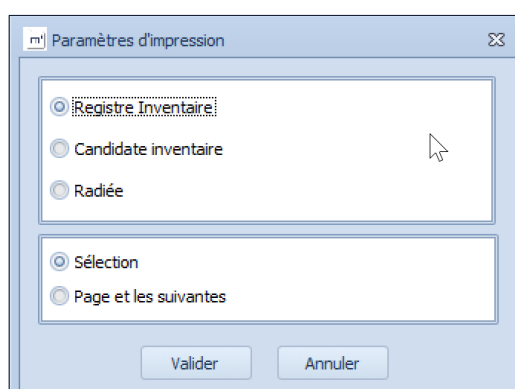 m' Paramètres d'impression
Registre Inventaire
Candidate inventaire
Radiée
Sélection
Page et les suivantes
Valider Annuler